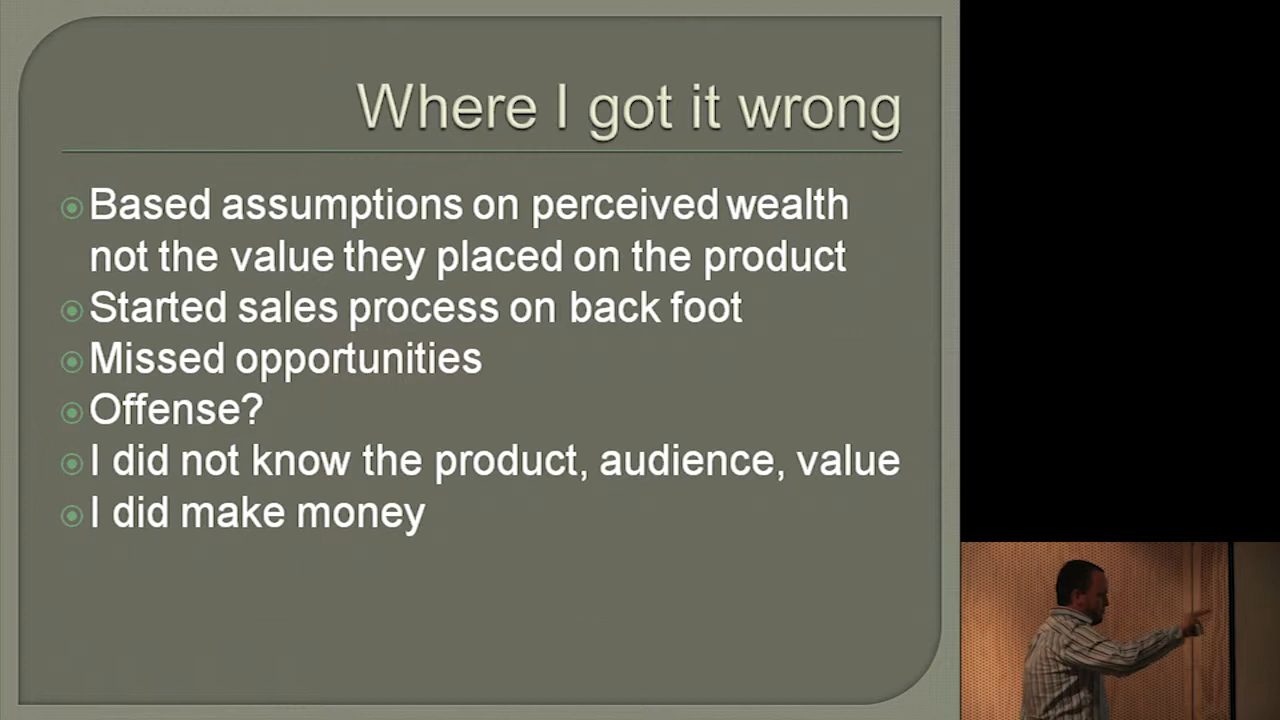 Where I got it wrong
Based assumptions on perceived wealth
not the value they placed on the product
Started sales process on back foot
Missed opportunities
Offense?
I did not know the product, audience, value
I did make money